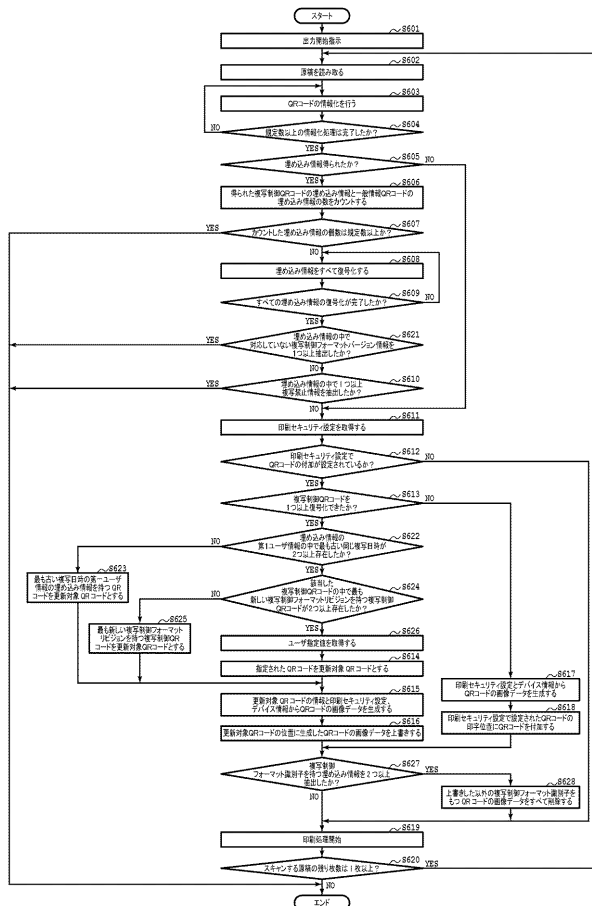 スタート
S601
出力開始指示
S602
原稿を読み取る
S603
QRコードの情報化を行う
S604
規定数以上の情報化処理は完了したか?
NO
YES
S605
埋め込み情報得られたか?
NO
YES
S606
得られた複写制御QRコードの埋め込み情報と一般情報QRコードの
埋め込み情報の数をカウントする
S607
カウントした埋め込み情報の個数は規定数以上か?
YES
NO
S608
埋め込み情報をすべて復号化する
S609
すべての埋め込み情報の復号化が完了したか?
NO
YES
S621
埋め込み情報の中で
対応していない複写制御フォーマットバージョン情報を
1つ以上抽出したか?
YES
NO
S610
埋め込み情報の中で1つ以上
複写禁止情報を抽出したか?
YES
NO
S611
印刷セキュリティ設定を取得する
S612
印刷セキュリティ設定で
QRコードの付加が設定されているか?
NO
YES
S613
複写制御QRコードを
1つ以上復号化できたか?
NO
YES
S622
埋め込み情報の
第1ユーザ情報の中で最も古い同じ複写日時が
2つ以上存在したか?
NO
YES
S623
最も古い複写日時の第一ユーザ
情報の埋め込み情報を持つQR
コードを更新対象QRコードとする
S624
該当した
複写制御QRコードの中で最も
新しい複写制御フォーマットリビジョンを持つ複写制御
QRコードが2つ以上存在したか?
NO
YES
S625
最も新しい複写制御フォーマット
リビジョンを持つ複写制御QR
コードを更新対象QRコードとする
S626
ユーザ指定値を取得する
S614
指定されたQRコードを更新対象QRコードとする
S615
更新対象QRコードの情報と印刷セキュリティ設定、
デバイス情報からQRコードの画像データを生成する
S616
更新対象QRコードの位置に生成したQRコードの画像データを上書きする
S617
印刷セキュリティ設定とデバイス情報から
QRコードの画像データを生成する
S618
印刷セキュリティ設定で設定されたQRコードの
印字位置にQRコードを付加する
S627
複写制御
フォーマット識別子を持つ埋め込み情報を2つ以上
抽出したか?
YES
NO
S628
上書きした以外の複写制御フォーマット識別子を
もつQRコードの画像データをすべて削除する
S619
印刷処理開始
S620
スキャンする原稿の残り枚数は1枚以上?
YES
NO
エンド